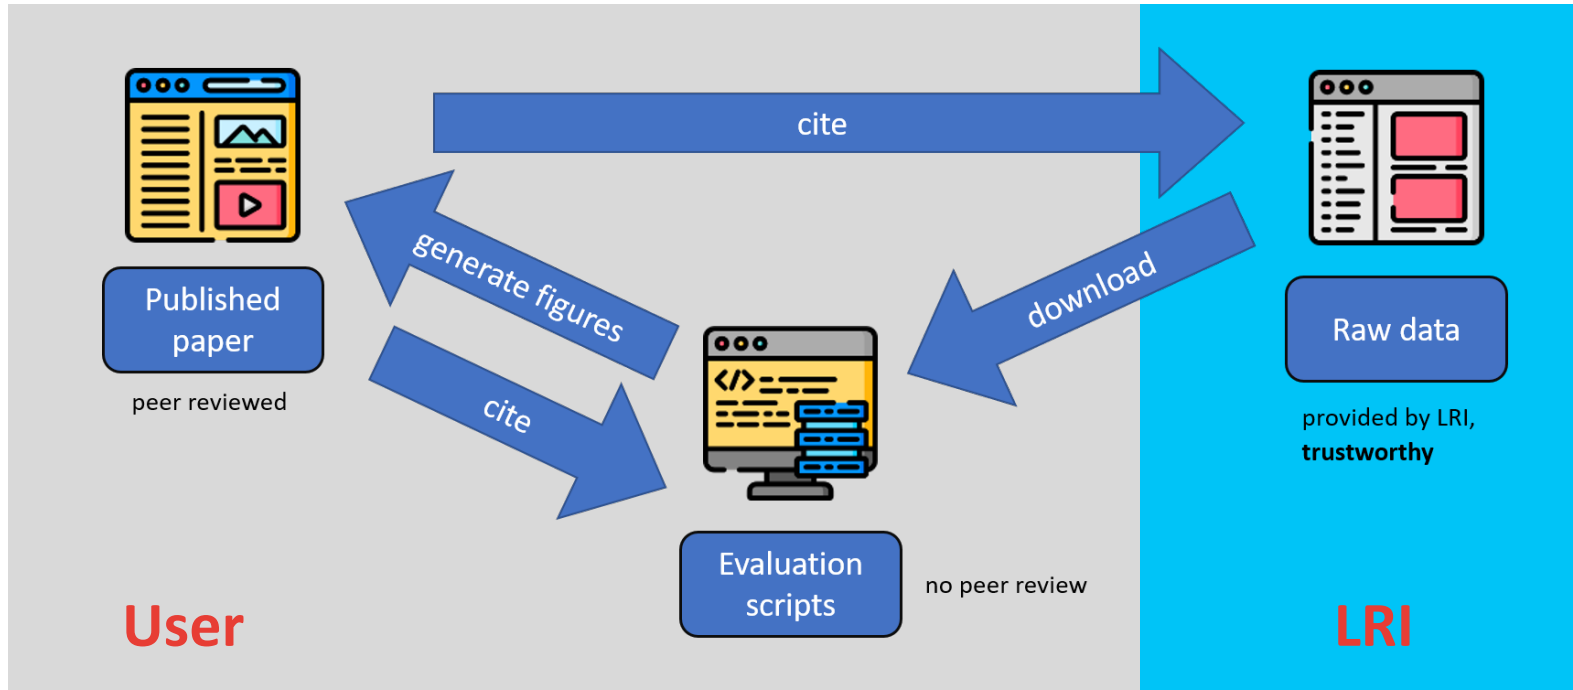 cite
generate figures
download
Published
paper
peer reviewed
cite
Raw data
provided by LRI,
trustworthy
</>
Evaluation
scripts
no peer review
User
LRI